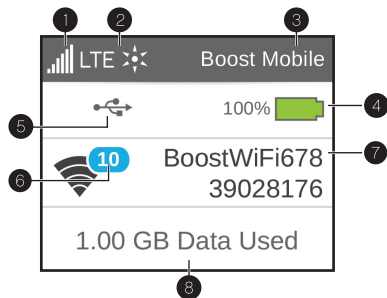 1 2 3
LTE Boost Mobile
5 100% 4
6 10 BoostWiFi678 7
39028176
1.00 GB Data Used
8